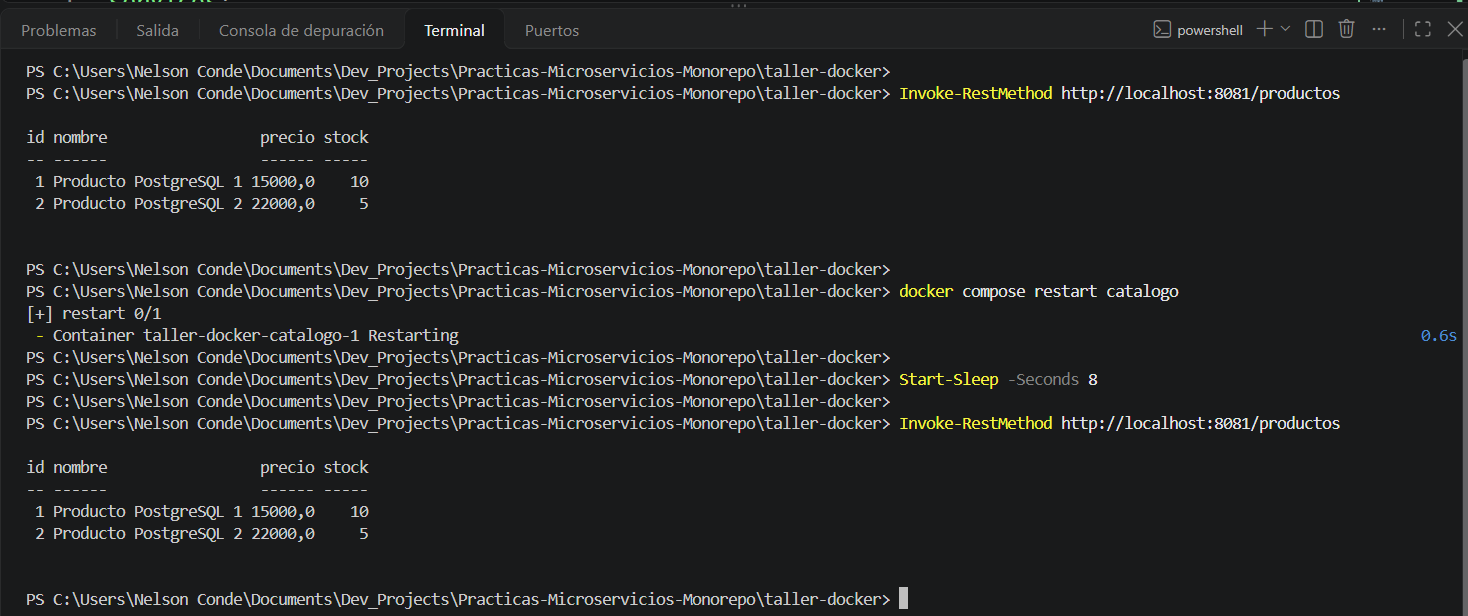 Problemas Salida Consola de depuración Terminal Puertos powershell
PS C:\Users\Nelson Conde\Documents\Dev_Projects\Practicas-Microservicios-Monorepo\taller-docker>
PS C:\Users\Nelson Conde\Documents\Dev_Projects\Practicas-Microservicios-Monorepo\taller-docker> Invoke-RestMethod http://localhost:8081/productos
id nombre precio stock
-- ------ ------ -----
1 Producto PostgreSQL 1 15000,0 10
2 Producto PostgreSQL 2 22000,0 5
PS C:\Users\Nelson Conde\Documents\Dev_Projects\Practicas-Microservicios-Monorepo\taller-docker>
PS C:\Users\Nelson Conde\Documents\Dev_Projects\Practicas-Microservicios-Monorepo\taller-docker> docker compose restart catalogo
[+] restart 0/1
- Container taller-docker-catalogo-1 Restarting 0.6s
PS C:\Users\Nelson Conde\Documents\Dev_Projects\Practicas-Microservicios-Monorepo\taller-docker>
PS C:\Users\Nelson Conde\Documents\Dev_Projects\Practicas-Microservicios-Monorepo\taller-docker> Start-Sleep -Seconds 8
PS C:\Users\Nelson Conde\Documents\Dev_Projects\Practicas-Microservicios-Monorepo\taller-docker>
PS C:\Users\Nelson Conde\Documents\Dev_Projects\Practicas-Microservicios-Monorepo\taller-docker> Invoke-RestMethod http://localhost:8081/productos
id nombre precio stock
-- ------ ------ -----
1 Producto PostgreSQL 1 15000,0 10
2 Producto PostgreSQL 2 22000,0 5
PS C:\Users\Nelson Conde\Documents\Dev_Projects\Practicas-Microservicios-Monorepo\taller-docker>